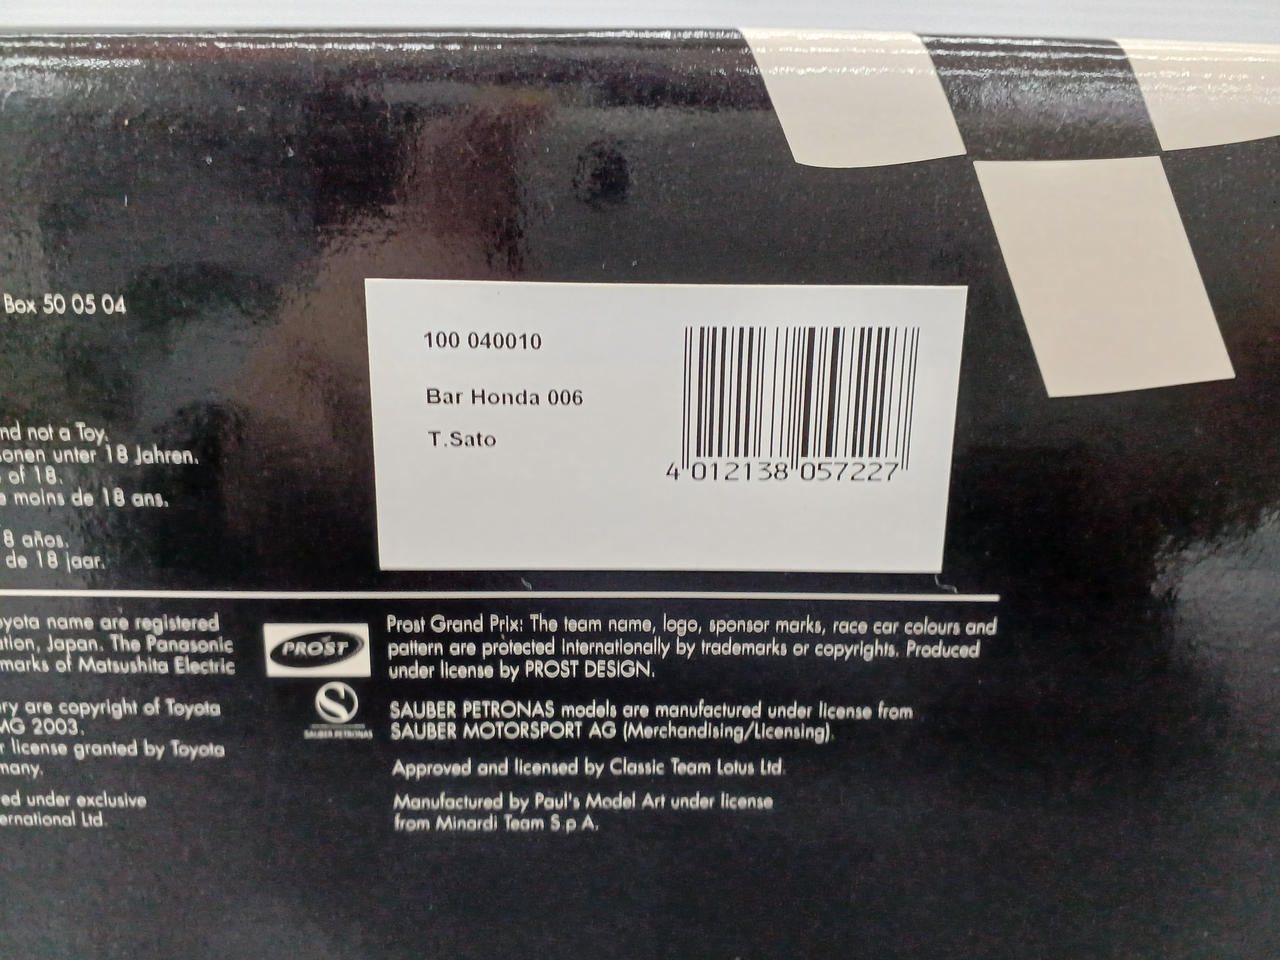 Box 50 05 04
nd not a Toy.
sonen unter 18 Jahren.
of 18.
e moins de 18 ans.
8 años.
de 18 jaar.
100 040010
Bar Honda 006
T.Sato
4 012138 057227
oyota name are registered
ation, Japan. The Panasonic
marks of Matsushita Electric
ry are copyright of Toyota
MG 2003.
r license granted by Toyota
many.
ed under exclusive
ernational Ltd.
PROST
SAUBER PETRONAS
Prost Grand Prix: The team name, logo, sponsor marks, race car colours and
pattern are protected internationally by trademarks or copyrights. Produced
under license by PROST DESIGN.
SAUBER PETRONAS models are manufactured under license from
SAUBER MOTORSPORT AG (Merchandising/Licensing).
Approved and licensed by Classic Team Lotus Ltd.
Manufactured by Paul's Model Art under license
from Minardi Team S.p A.